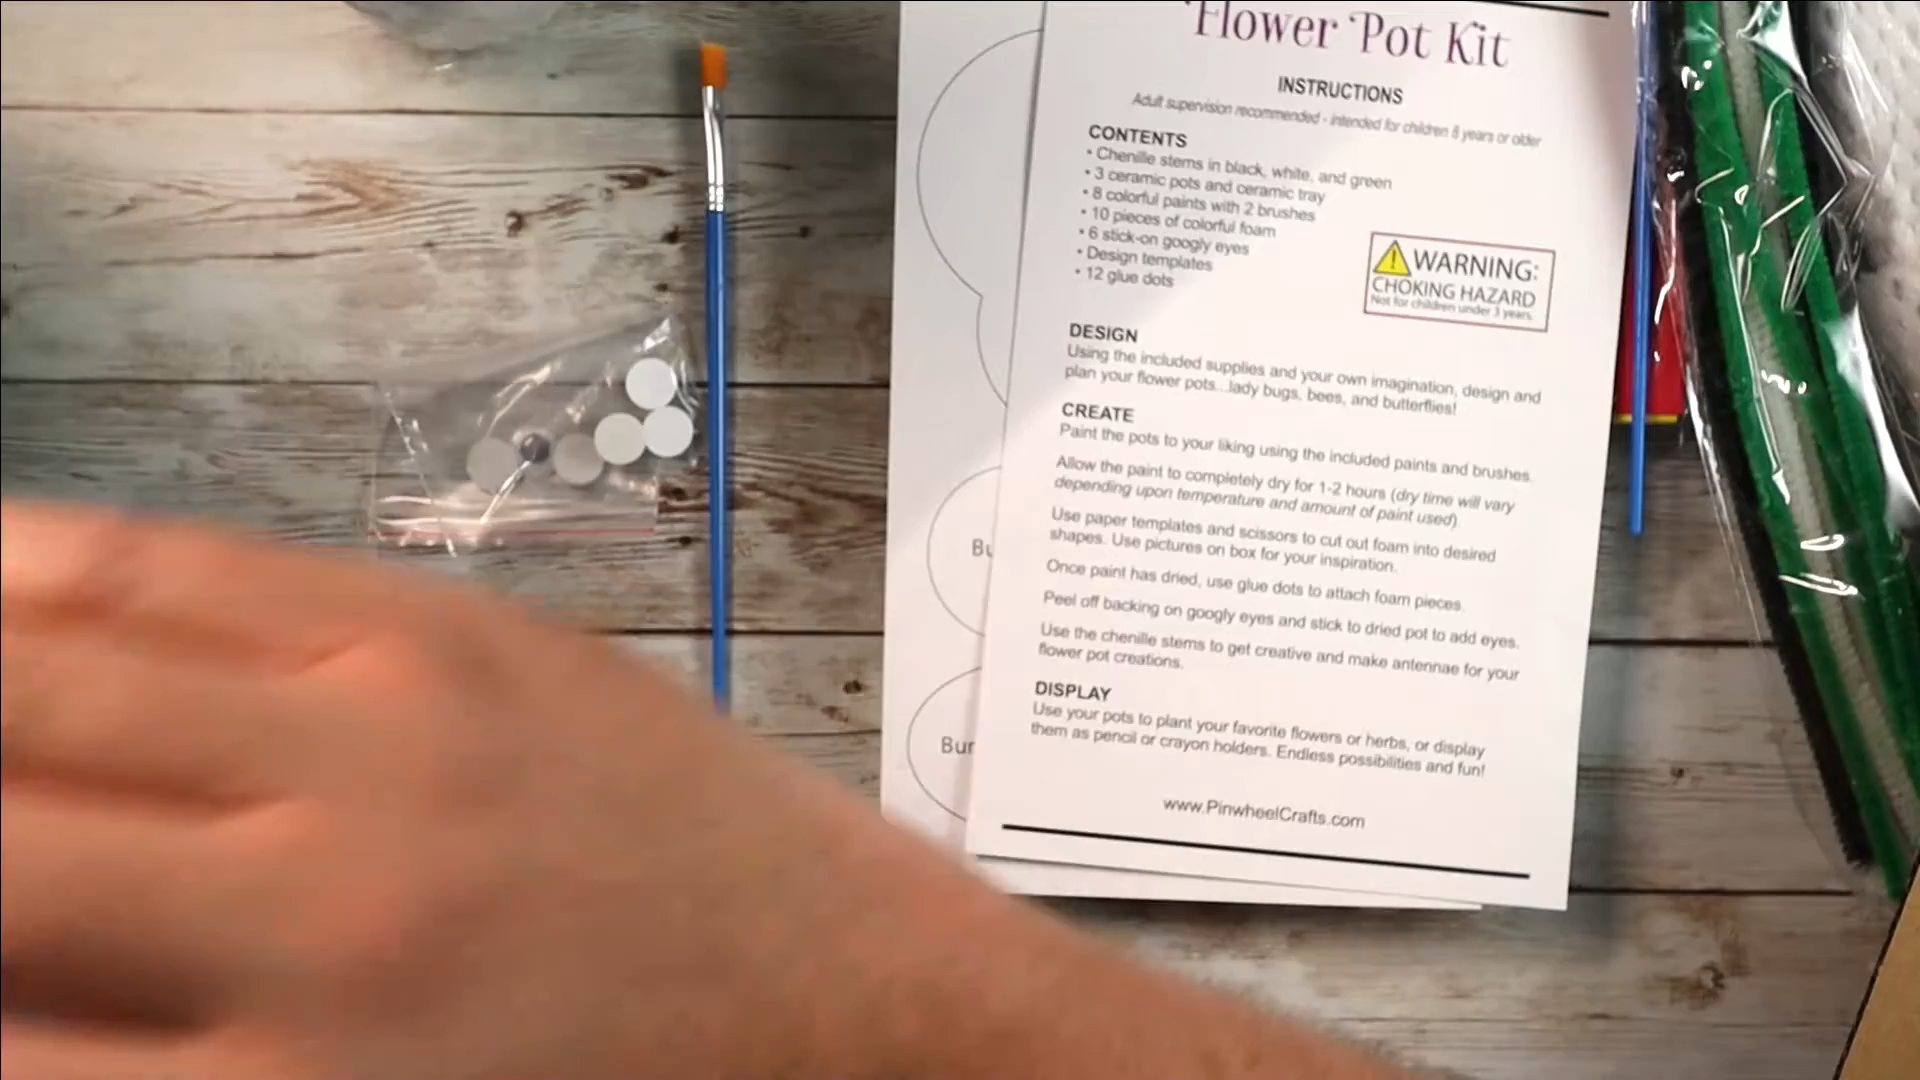 Flower Pot Kit
INSTRUCTIONS
Adult supervision recommended - intended for children 8 years or older
CONTENTS
• Chenille stems in black, white, and green
• 3 ceramic pots and ceramic tray
• 8 colorful paints with 2 brushes
• 10 pieces of colorful foam
• 6 stick-on googly eyes
• Design templates
• 12 glue dots
WARNING:
CHOKING HAZARD
Not for children under 3 years.
DESIGN
Using the included supplies and your own imagination, design and
plan your flower pots...lady bugs, bees, and butterflies!
CREATE
Paint the pots to your liking using the included paints and brushes.
Allow the paint to completely dry for 1-2 hours (dry time will vary
depending upon temperature and amount of paint used).
Use paper templates and scissors to cut out foam into desired
shapes. Use pictures on box for your inspiration.
Once paint has dried, use glue dots to attach foam pieces.
Peel off backing on googly eyes and stick to dried pot to add eyes.
Use the chenille stems to get creative and make antennae for your
flower pot creations.
DISPLAY
Use your pots to plant your favorite flowers or herbs, or display
them as pencil or crayon holders. Endless possibilities and fun!
www.PinwheelCrafts.com
Bu
Bur